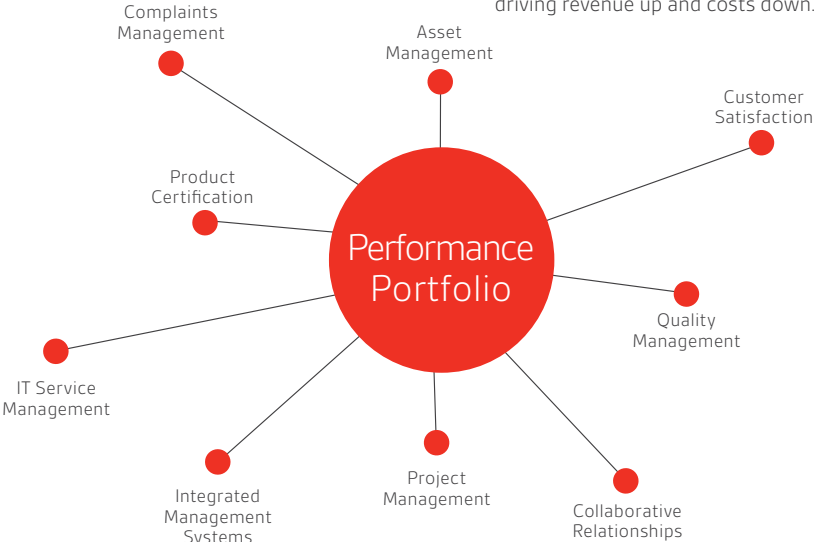 driving revenue up and costs down.
Complaints
Management
Asset
Management
Customer
Satisfaction
Product
Certification
Performance
Portfolio
Quality
Management
IT Service
Management
Integrated
Management
Systems
Project
Management
Collaborative
Relationships